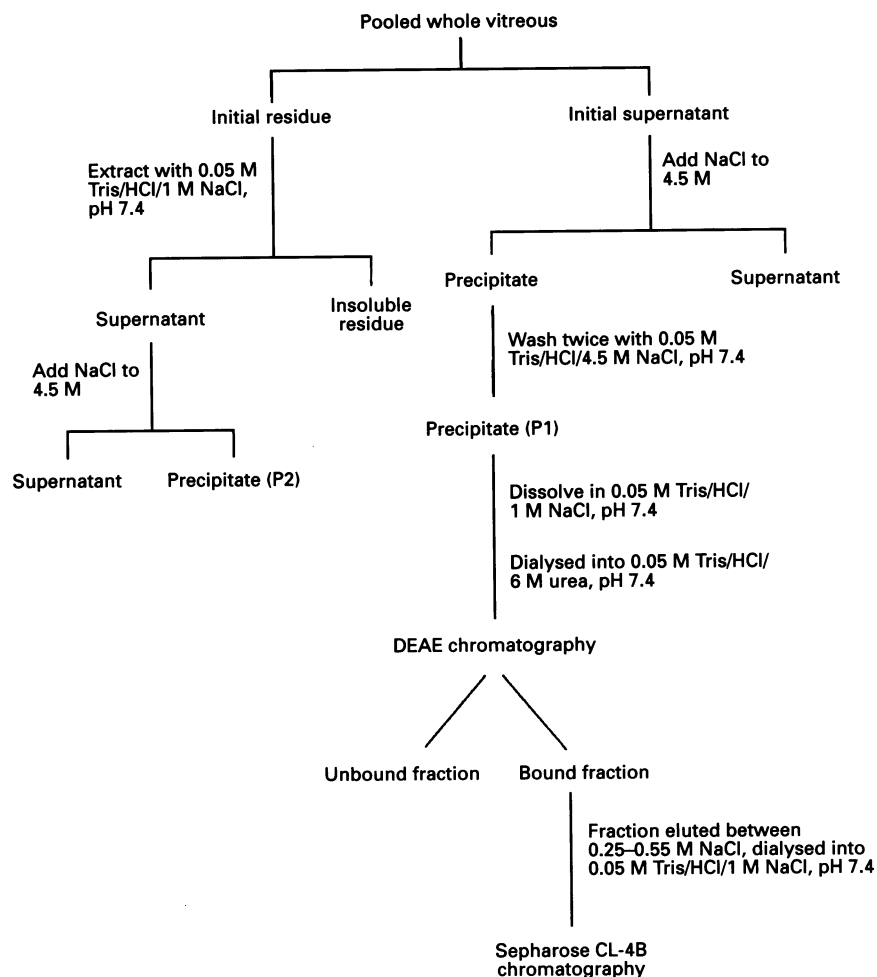 Pooled whole vitreous
Initial residue
Initial supernatant
Extract with 0.05 M
Tris/HCl/1 M NaCl,
pH 7.4
Add NaCl to
4.5 M
Precipitate
Supernatant
Supernatant
Insoluble
residue
Wash twice with 0.05 M
Tris/HCl/4.5 M NaCl, pH 7.4
Add NaCl to
4.5 M
Precipitate (P1)
Supernatant
Precipitate (P2)
Dissolve in 0.05 M Tris/HCl/
1 M NaCl, pH 7.4
Dialysed into 0.05 M Tris/HCl/
6 M urea, pH 7.4
DEAE chromatography
Unbound fraction
Bound fraction
Fraction eluted between
0.25–0.55 M NaCl, dialysed into
0.05 M Tris/HCl/1 M NaCl, pH 7.4
Sepharose CL-4B
chromatography